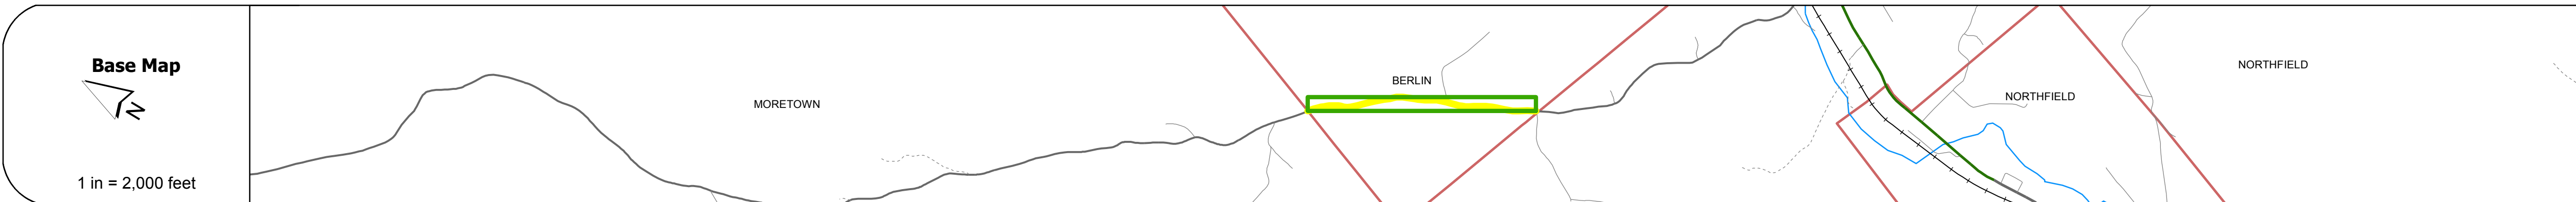 Base Map
N
1 in = 2,000 feet
MORETOWN
BERLIN
NORTHFIELD
NORTHFIELD